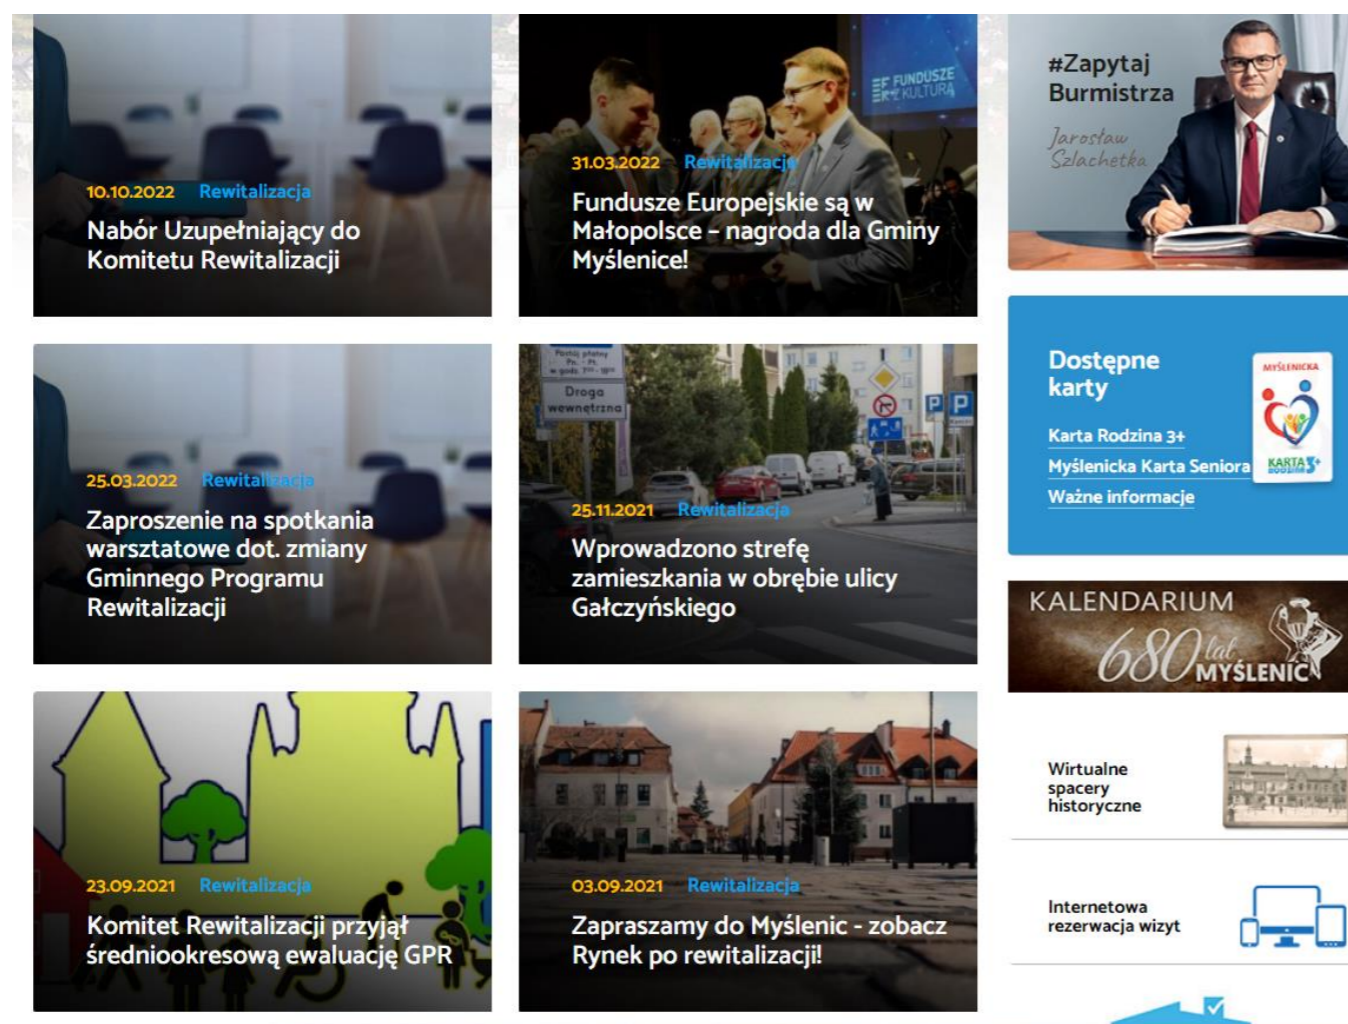 10.10.2022 Rewitalizacja
Nabór Uzupełniający do
Komitetu Rewitalizacji
FUNDUSZE
KULTURA
31.03.2022 Rewitalizacja
Fundusze Europejskie są w
Małopolsce – nagroda dla Gminy
Myślenice!
25.03.2022 Rewitalizacja
Zaproszenie na spotkania
warsztatowe dot. zmiany
Gminnego Programu
Rewitalizacji
Pn. - Pt.
Droga
wewnętrzna
P P
25.11.2021 Rewitalizacja
Wprowadzono strefę
zamieszkania w obrębie ulicy
Gałczyńskiego
23.09.2021 Rewitalizacja
Komitet Rewitalizacji przyjął
średniookresową ewaluację GPR
03.09.2021 Rewitalizacja
Zapraszamy do Myślenic - zobacz
Rynek po rewitalizacji!
#Zapytaj
Burmistrza
Jarosław
Szlachetka
Dostępne
karty
Karta Rodzina 3+
Myślenicka Karta Seniora
Ważne informacje
MYŚLENICKA
KARTA 3+
RODZINA
KALENDARIUM
680 lat
MYŚLENIC
Wirtualne
spacery
historyczne
Internetowa
rezerwacja wizyt